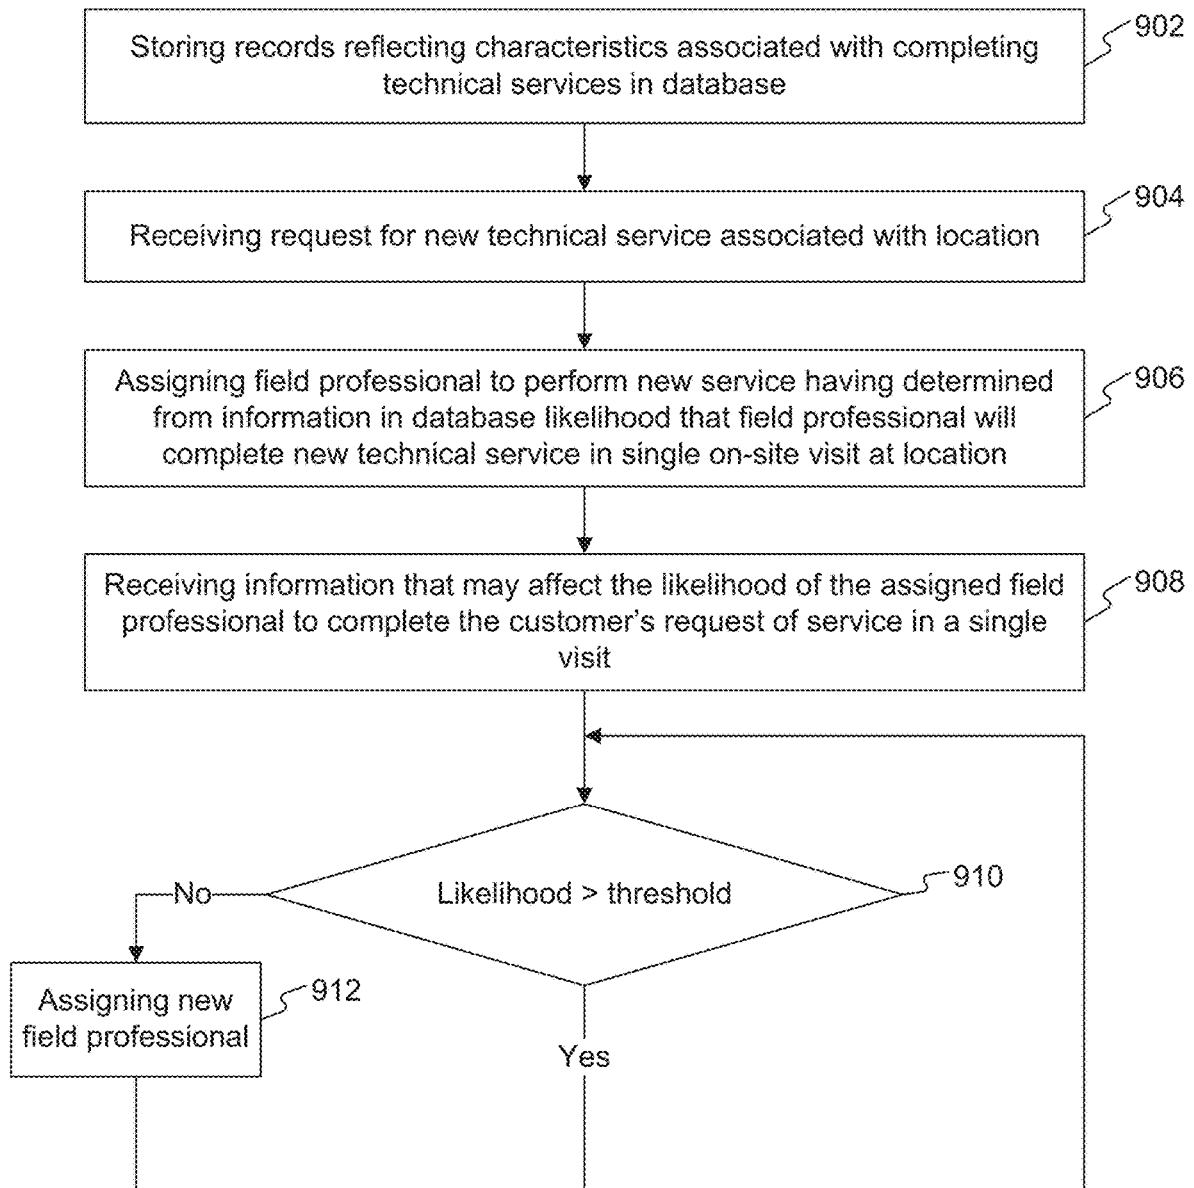 Storing records reflecting characteristics associated with completing
technical services in database
902
Receiving request for new technical service associated with location
904
Assigning field professional to perform new service having determined
from information in database likelihood that field professional will
complete new technical service in single on-site visit at location
906
Receiving information that may affect the likelihood of the assigned field
professional to complete the customer's request of service in a single
visit
908
Likelihood > threshold
910
No
Assigning new
field professional
912
Yes